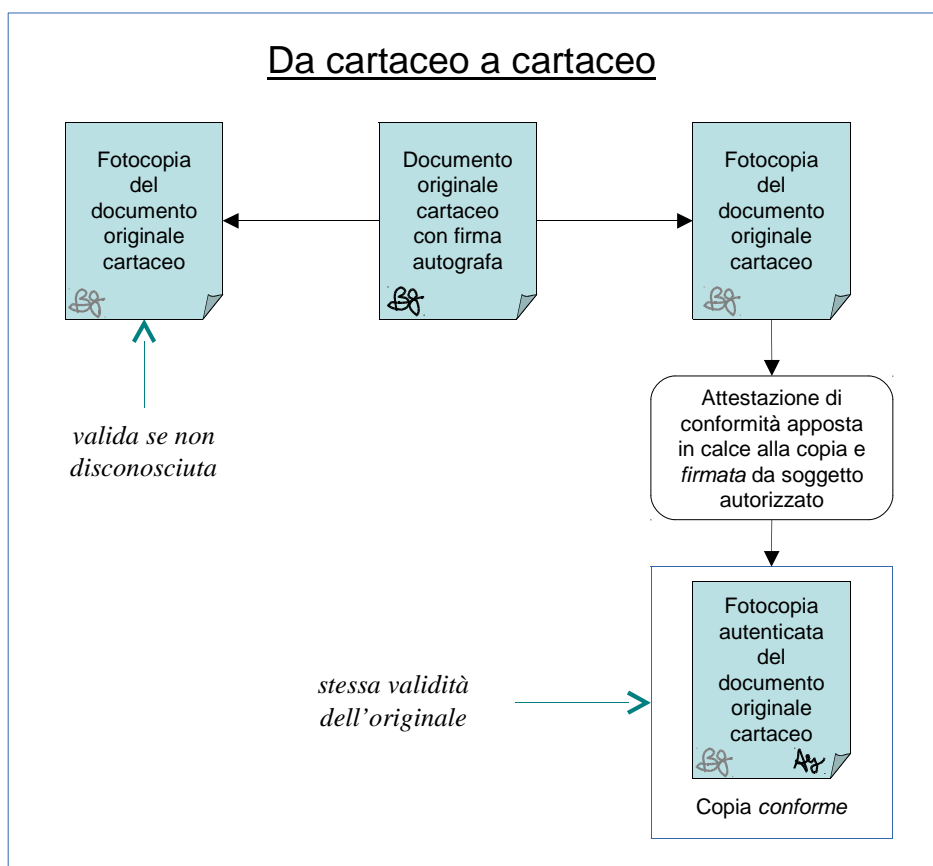 Da cartaceo a cartaceo
Fotocopia
del
documento
originale
cartaceo
Documento
originale
cartaceo
con firma
autografa
Fotocopia
del
documento
originale
cartaceo
valida se non
disconosciuta
Attestazione di
conformità apposta
in calce alla copia e
firmata da soggetto
autorizzato
stessa validità
dell'originale
Fotocopia
autenticata
del
documento
originale
cartaceo
Copia conforme